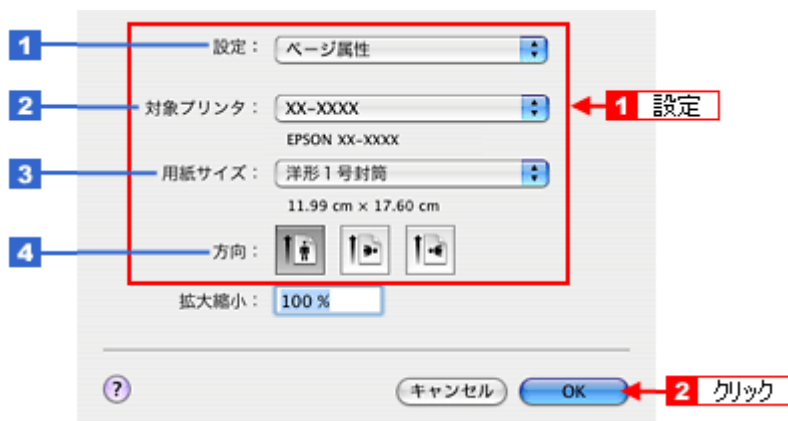 1 設定： ページ属性
2 対象プリンタ： XX-XXXX 1 設定
EPSON XX-XXXX
3 用紙サイズ： 洋形1号封筒
11.99 cm × 17.60 cm
4 方向：
拡大縮小： 100 %
? キャンセル OK 2 クリック